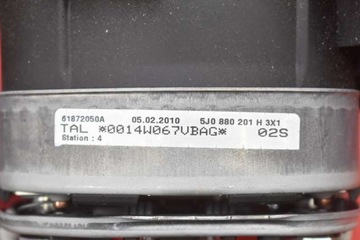 61872050A 05.02.2010 5J0 880 201 H 3X1
TAL *0014W067VBAG* 02S
Station : 4